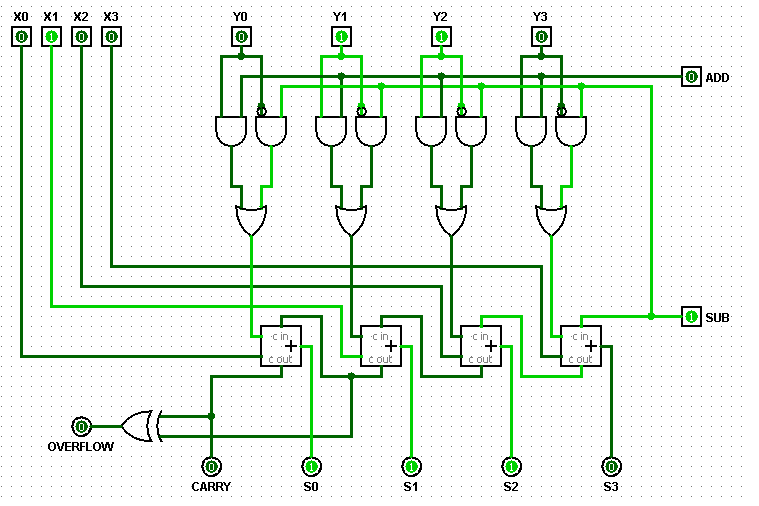 X0 X1 X2 X3 Y0 Y1 Y2 Y3
0 1 0 0 0 1 1 0
0 ADD
1 SUB
c in c in c in c in
+ + + +
c out c out c out c out
0
OVERFLOW
0 1 1 1 0
CARRY S0 S1 S2 S3